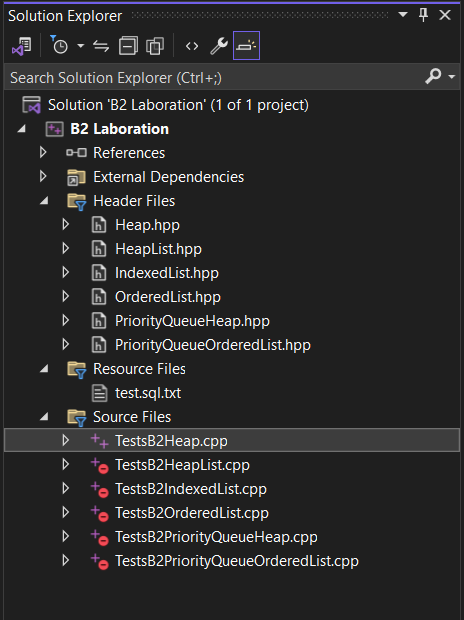 Solution Explorer
Search Solution Explorer (Ctrl+;)
Solution 'B2 Laboration' (1 of 1 project)
B2 Laboration
References
External Dependencies
Header Files
Heap.hpp
HeapList.hpp
IndexedList.hpp
OrderedList.hpp
PriorityQueueHeap.hpp
PriorityQueueOrderedList.hpp
Resource Files
test.sql.txt
Source Files
TestsB2Heap.cpp
TestsB2HeapList.cpp
TestsB2IndexedList.cpp
TestsB2OrderedList.cpp
TestsB2PriorityQueueHeap.cpp
TestsB2PriorityQueueOrderedList.cpp